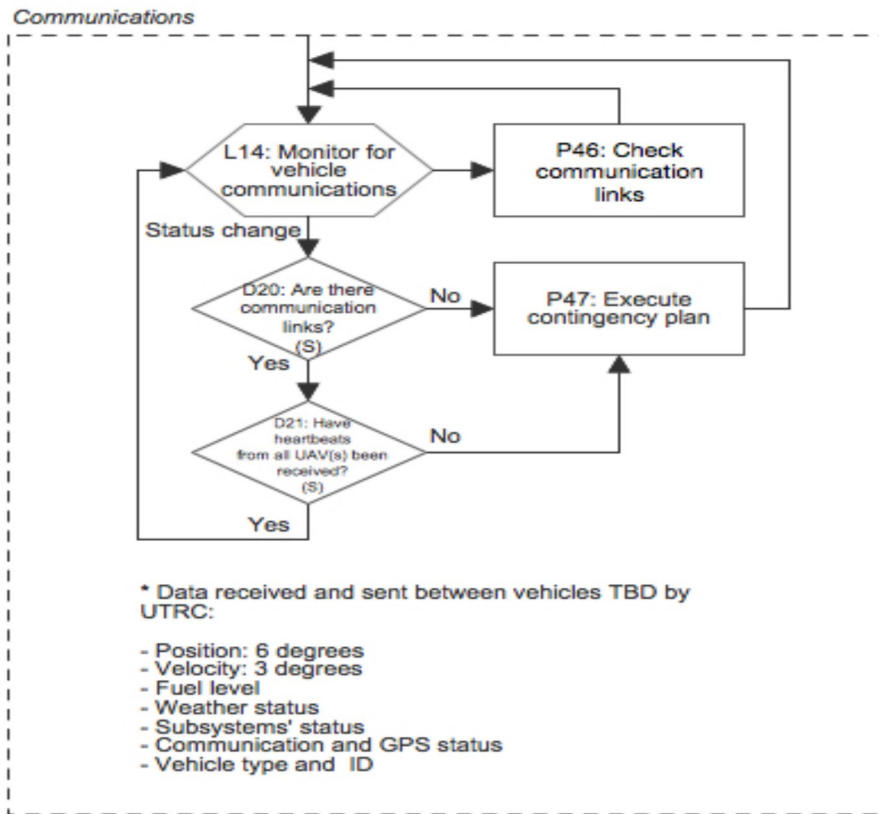 Communications
L14: Monitor for
vehicle
communications
P46: Check
communication
links
Status change
D20: Are there
communication
links?
(S)
No
P47: Execute
contingency plan
Yes
D21: Have
heartbeats
from all UAV(s) been
received?
(S)
No
Yes
* Data received and sent between vehicles TBD by
UTRC:
- Position: 6 degrees
- Velocity: 3 degrees
- Fuel level
- Weather status
- Subsystems' status
- Communication and GPS status
- Vehicle type and ID